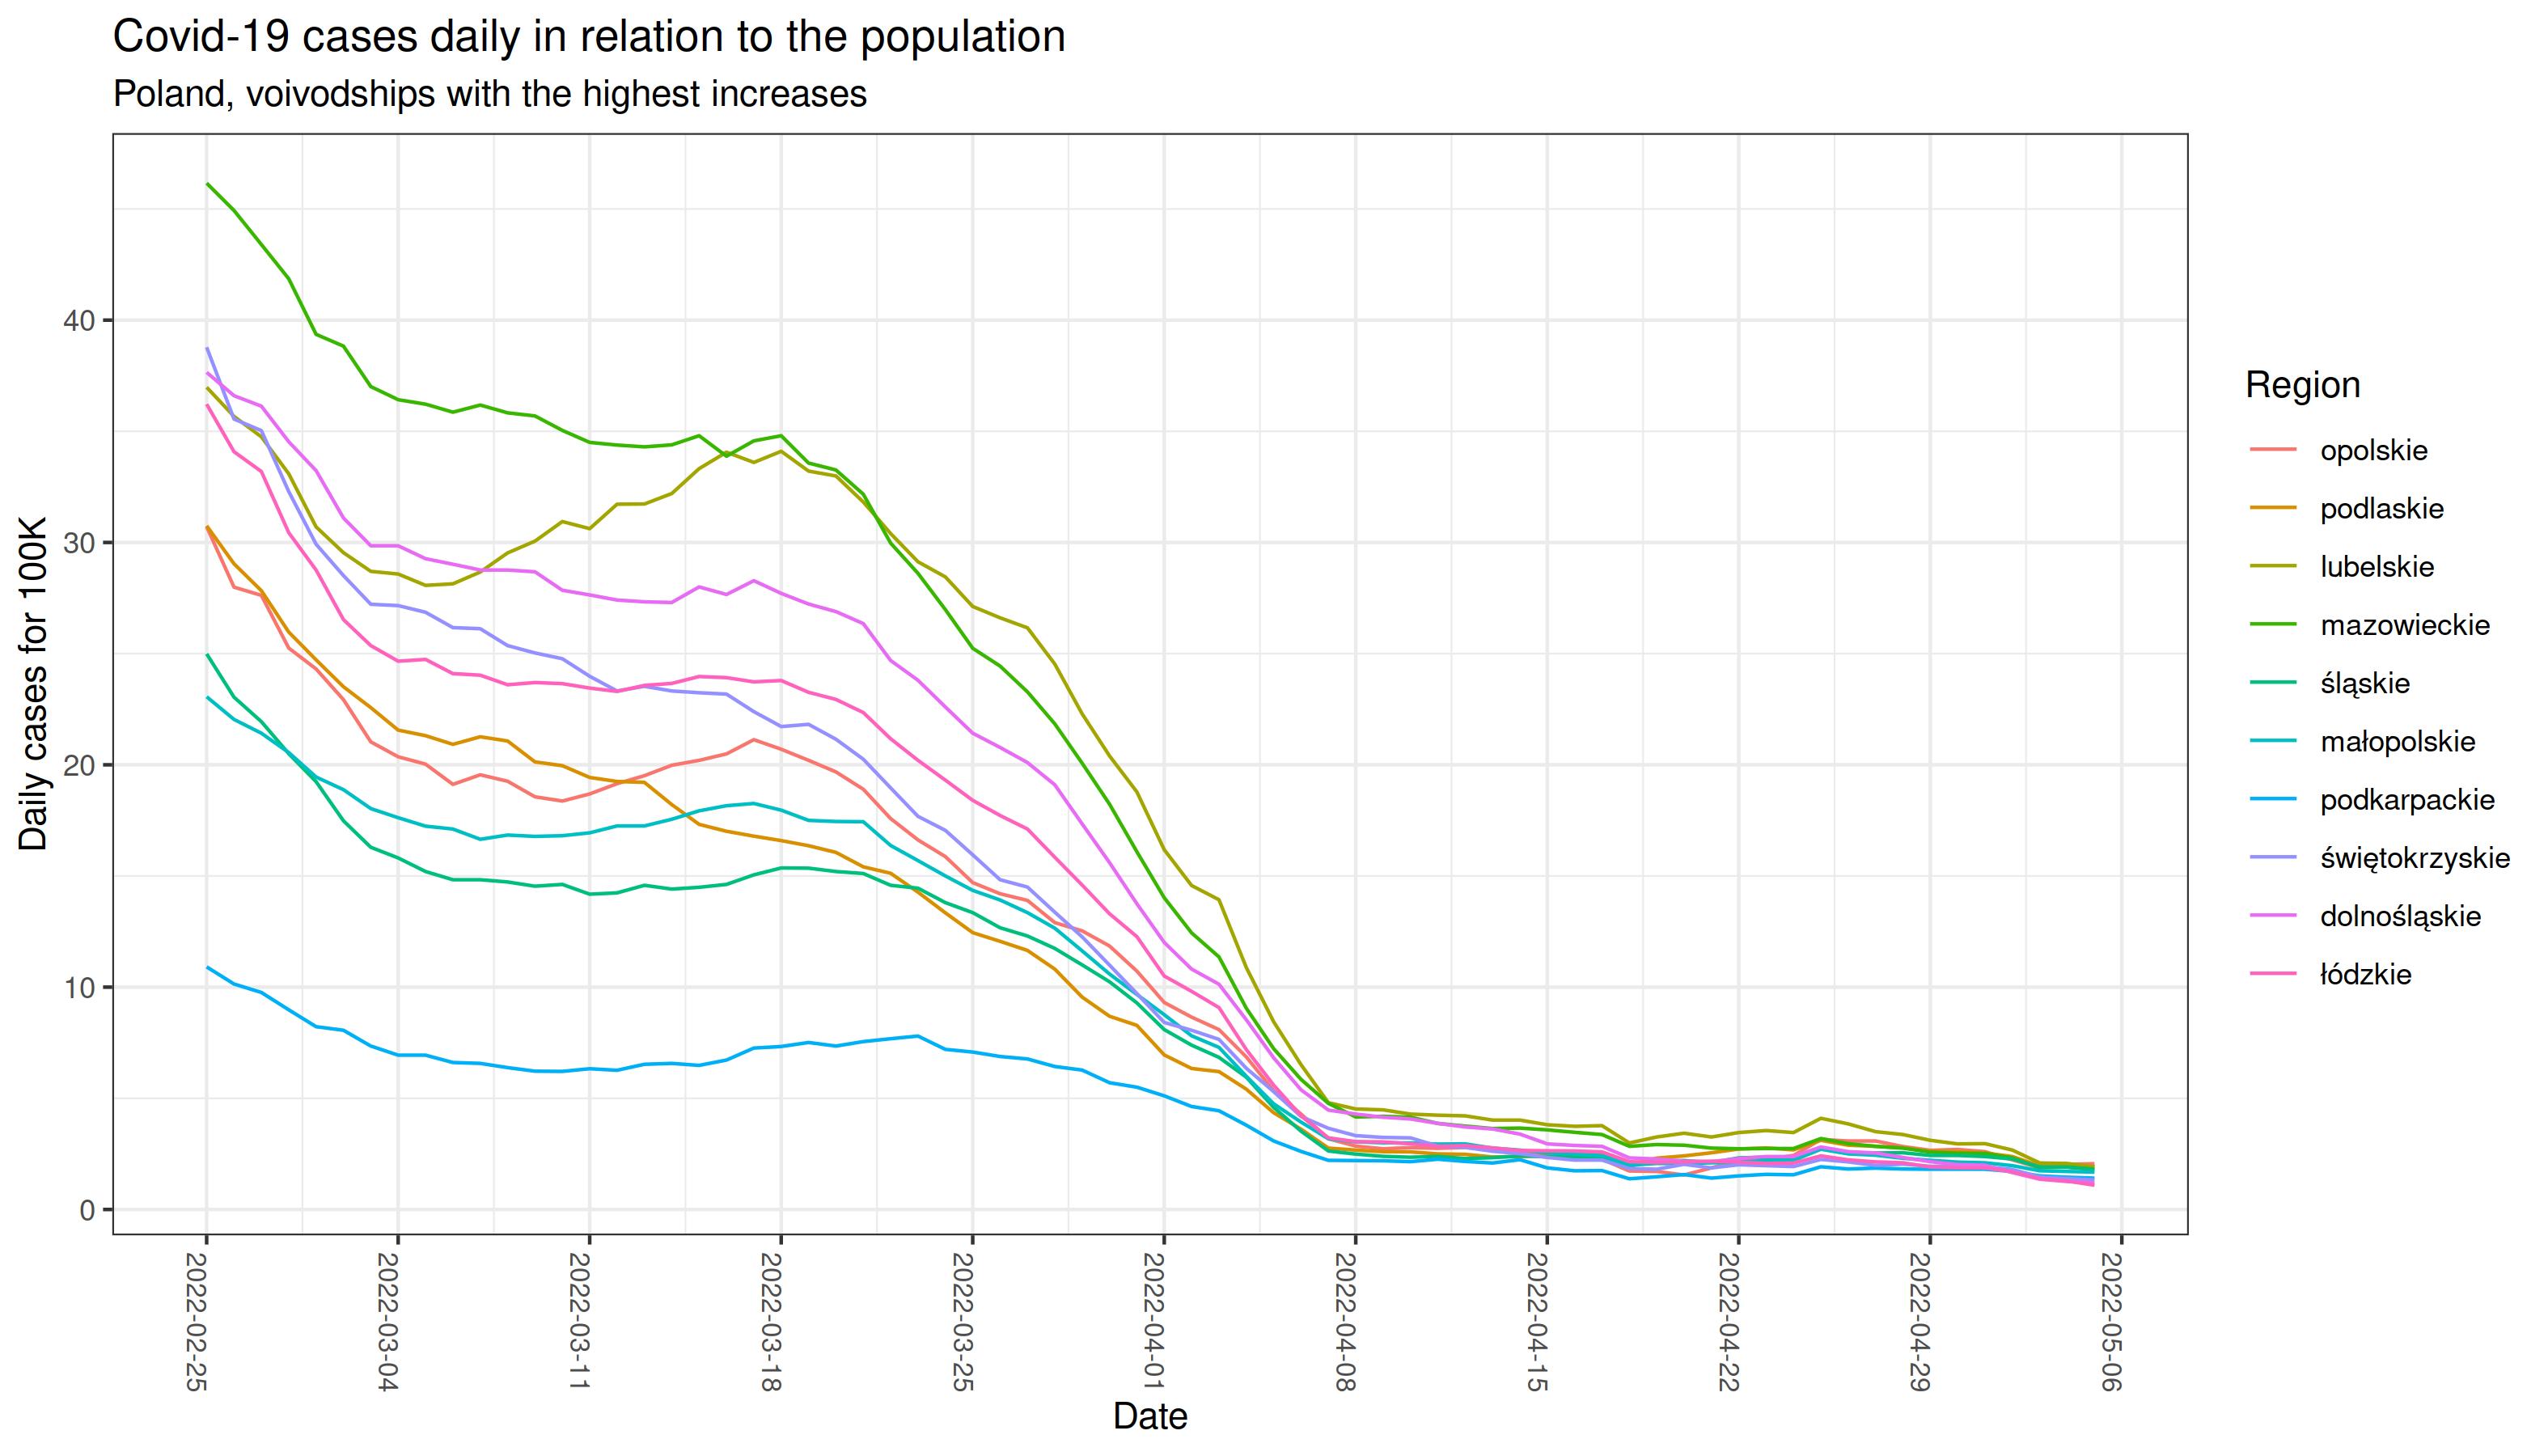 Covid-19 cases daily in relation to the population
Poland, voivodships with the highest increases
Daily cases for 100K
40
30
20
10
0
2022-02-25
2022-03-04
2022-03-11
2022-03-18
2022-03-25
2022-04-01
2022-04-08
2022-04-15
2022-04-22
2022-04-29
2022-05-06
Date
Region
opolskie
podlaskie
lubelskie
mazowieckie
śląskie
małopolskie
podkarpackie
świętokrzyskie
dolnośląskie
łódzkie